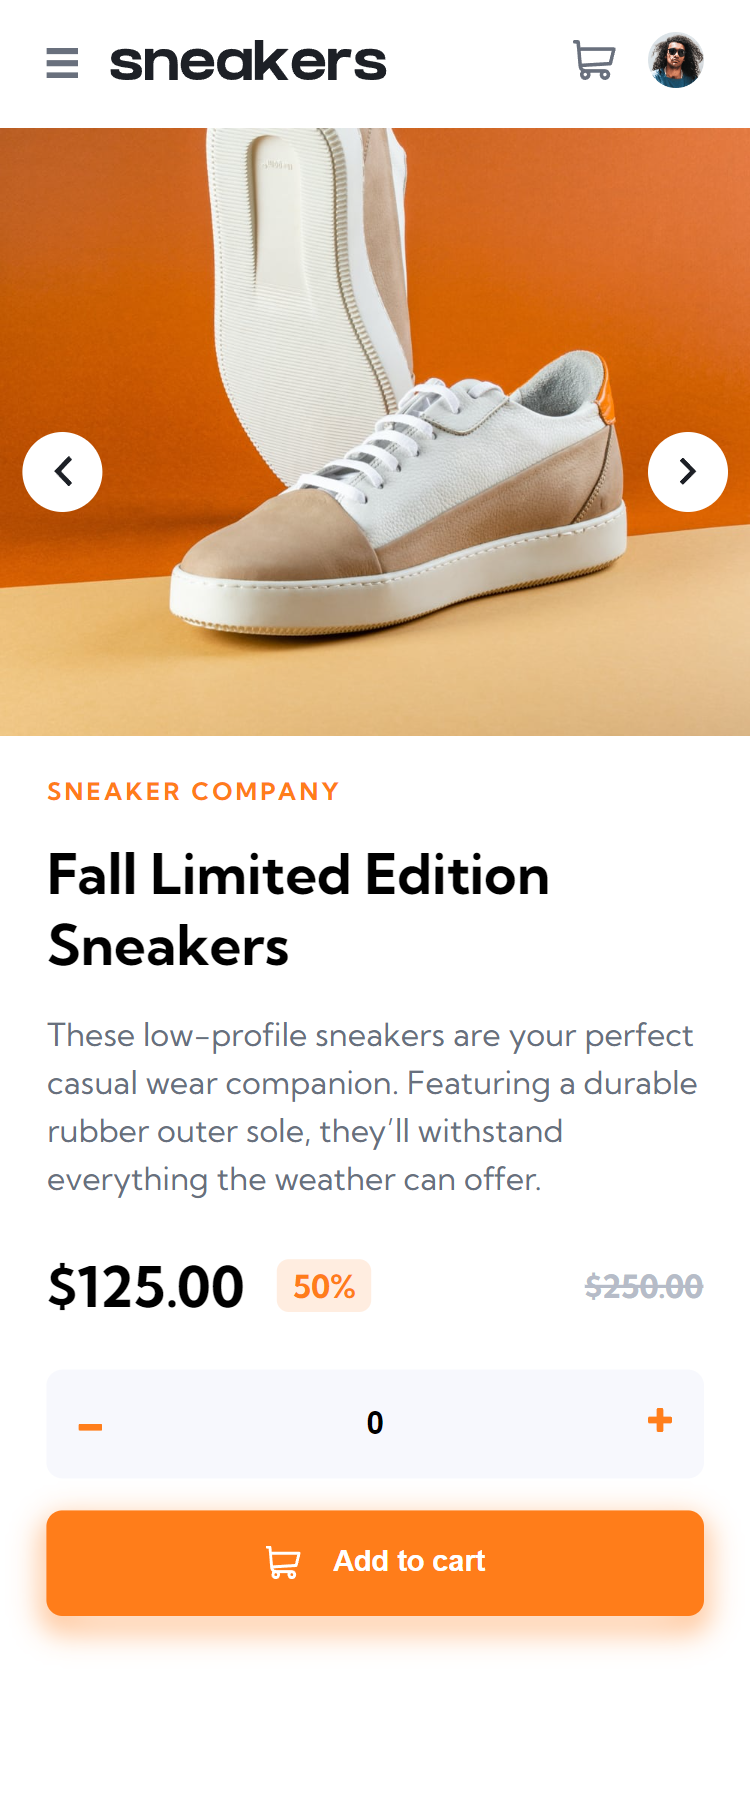 sneakers
SNEAKER COMPANY
Fall Limited Edition
Sneakers
These low-profile sneakers are your perfect
casual wear companion. Featuring a durable
rubber outer sole, they’ll withstand
everything the weather can offer.
$125.00 50% $250.00
0
Add to cart